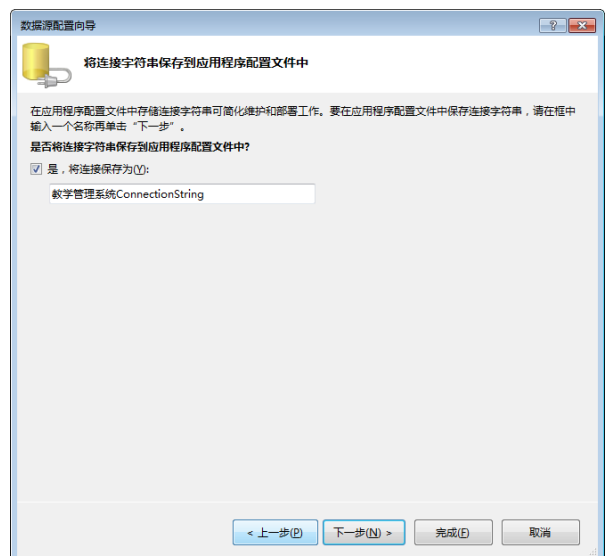 数据源配置向导
将连接字符串保存到应用程序配置文件中
在应用程序配置文件中存储连接字符串可简化维护和部署工作。要在应用程序配置文件中保存连接字符串，请在框中
输入一个名称再单击“下一步”。
是否将连接字符串保存到应用程序配置文件中?
是，将连接保存为(Y):
教学管理系统ConnectionString
< 上一步(P) 下一步(N) > 完成(F) 取消